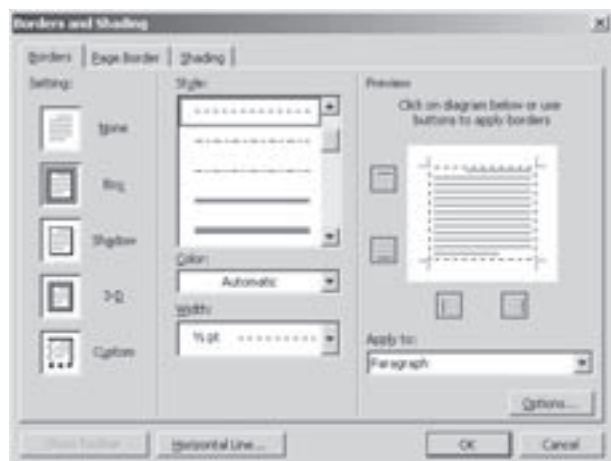 Borders and Shading
Borders Page Border Shading
Setting:
None
Box
Shadow
3-D
Custom
Style:
Color:
Automatic
Width:
½ pt
Preview
Click on diagram below or use
buttons to apply borders
Apply to:
Paragraph
Options...
Show Toolbar
Horizontal Line...
OK
Cancel